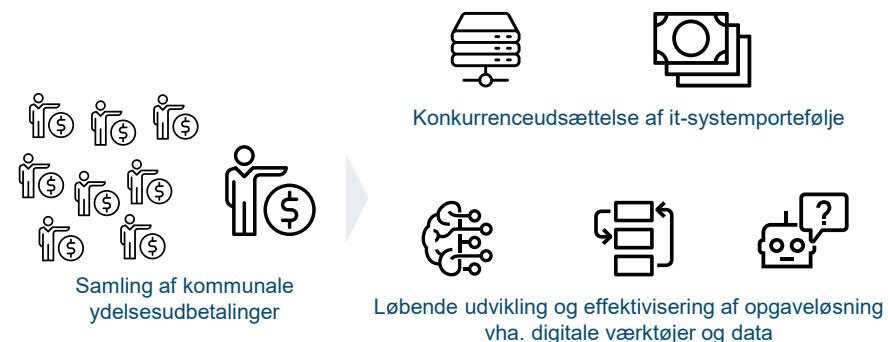 Konkurrenceudsættelse af it-systemportefølje
Samling af kommunale
ydelsesudbetalinger
Løbende udvikling og effektivisering af opgaveløsning
vha. digitale værktøjer og data
$
$
$
$
$
$
$
$
$
?